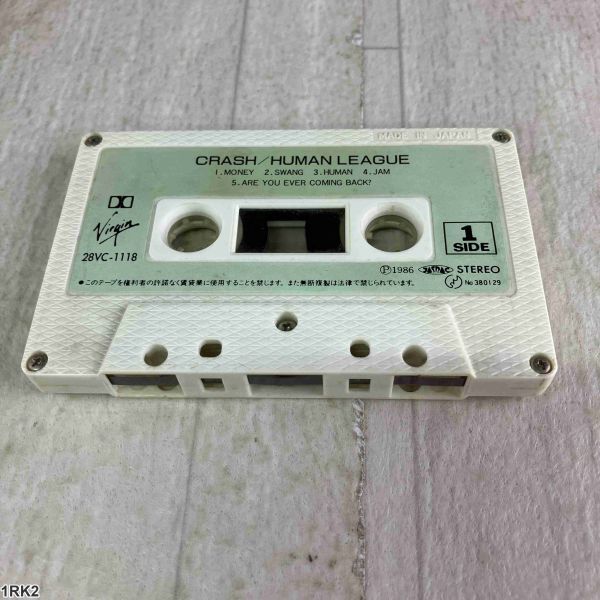 MADE IN JAPAN
CRASH/HUMAN LEAGUE
1.MONEY 2.SWANG 3.HUMAN 4.JAM
5.ARE YOU EVER COMING BACK?
Virgin
28VC-1118
1
SIDE
Ⓟ1986 STEREO
●このテープを権利者の許諾なく賃貸業に使用することを禁じます。また無断複製は法律で禁じられています。
No 380129
1RK2